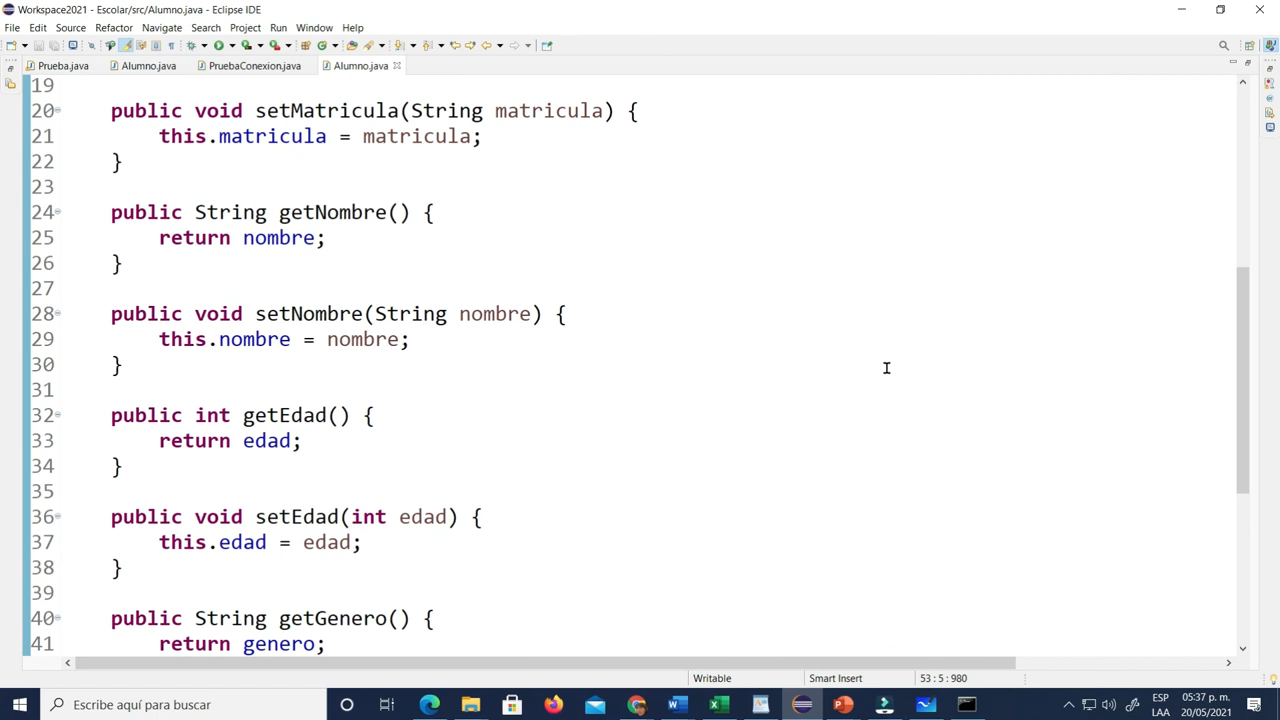 Workspace2021 - Escolar/src/Alumno.java - Eclipse IDE
File Edit Source Refactor Navigate Search Project Run Window Help
Prueba.java Alumno.java PruebaConexion.java Alumno.java
19
20 public void setMatricula(String matricula) {
21 this.matricula = matricula;
22 }
23
24 public String getNombre() {
25 return nombre;
26 }
27
28 public void setNombre(String nombre) {
29 this.nombre = nombre;
30 }
31
32 public int getEdad() {
33 return edad;
34 }
35
36 public void setEdad(int edad) {
37 this.edad = edad;
38 }
39
40 public String getGenero() {
41 return genero;
Writable Smart Insert 53 : 5 : 980
Escribe aquí para buscar
ESP 05:37 p. m.
LAA 20/05/2021